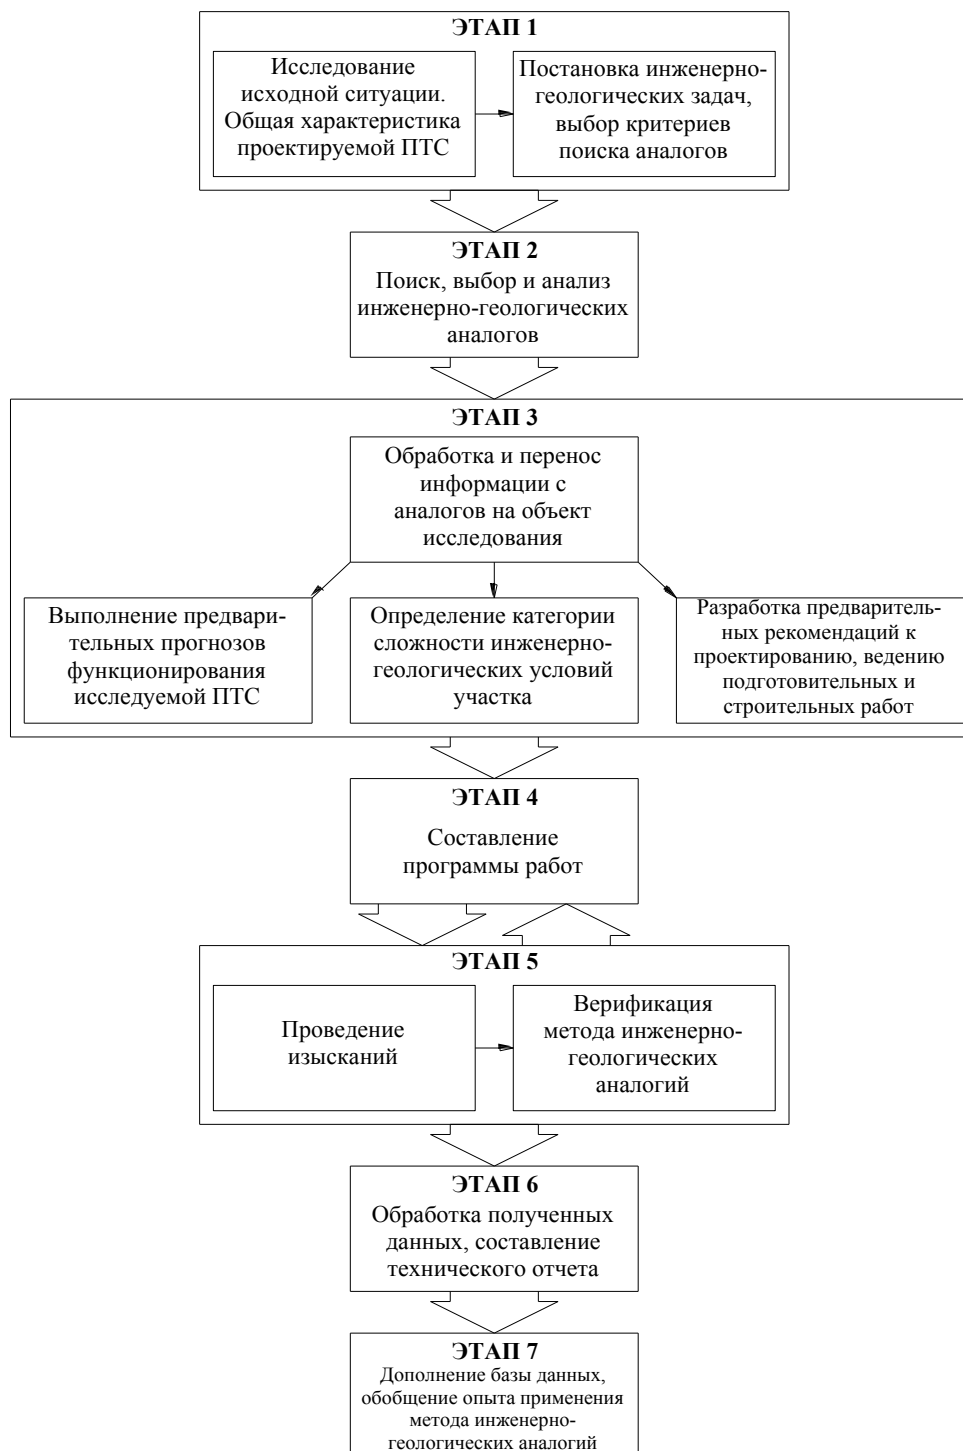 ЭТАП 1
Исследование
исходной ситуации.
Общая характеристика
проектируемой ПТС
Постановка инженерно-
геологических задач,
выбор критериев
поиска аналогов
ЭТАП 2
Поиск, выбор и анализ
инженерно-геологических
аналогов
ЭТАП 3
Обработка и перенос
информации с
аналогов на объект
исследования
Выполнение предвари-
тельных прогнозов
функционирования
исследуемой ПТС
Определение категории
сложности инженерно-
геологических условий
участка
Разработка предваритель-
ных рекомендаций к
проектированию, ведению
подготовительных и
строительных работ
ЭТАП 4
Составление
программы работ
ЭТАП 5
Проведение
изысканий
Верификация
метода инженерно-
геологических
аналогий
ЭТАП 6
Обработка полученных
данных, составление
технического отчета
ЭТАП 7
Дополнение базы данных,
обобщение опыта применения
метода инженерно-
геологических аналогий